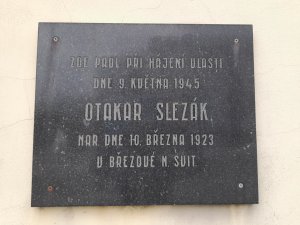 ZDE PADL PŘI HÁJENÍ VLASTI
DNE 9. KVĚTNA 1945
OTAKAR SLEZÁK
NAR DNE 10. BŘEZNA 1923
V BŘEZOVÉ N. SVIT.